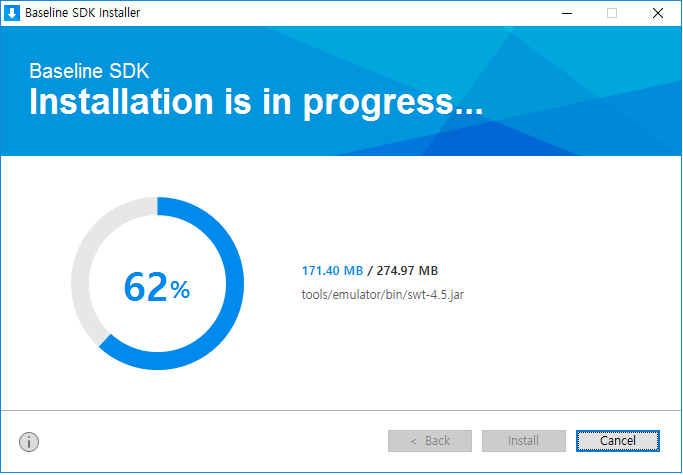 Baseline SDK Installer
Baseline SDK
Installation is in progress...
62%
171.40 MB / 274.97 MB
tools/emulator/bin/swt-4.5.jar
< Back
Install
Cancel